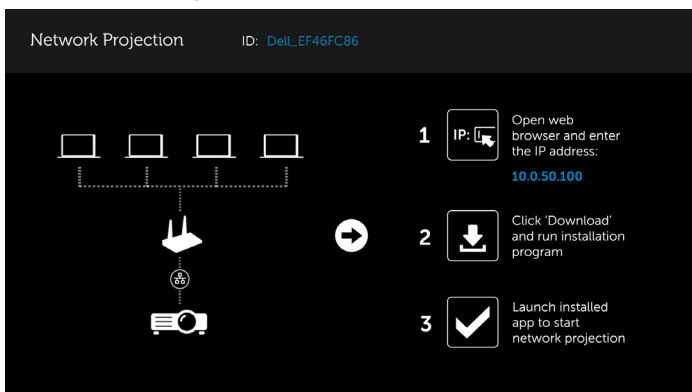 Network Projection
ID: Dell_EF46FC86
1
IP:
Open web
browser and enter
the IP address:
10.0.50.100
2
Click 'Download'
and run installation
program
3
Launch installed
app to start
network projection